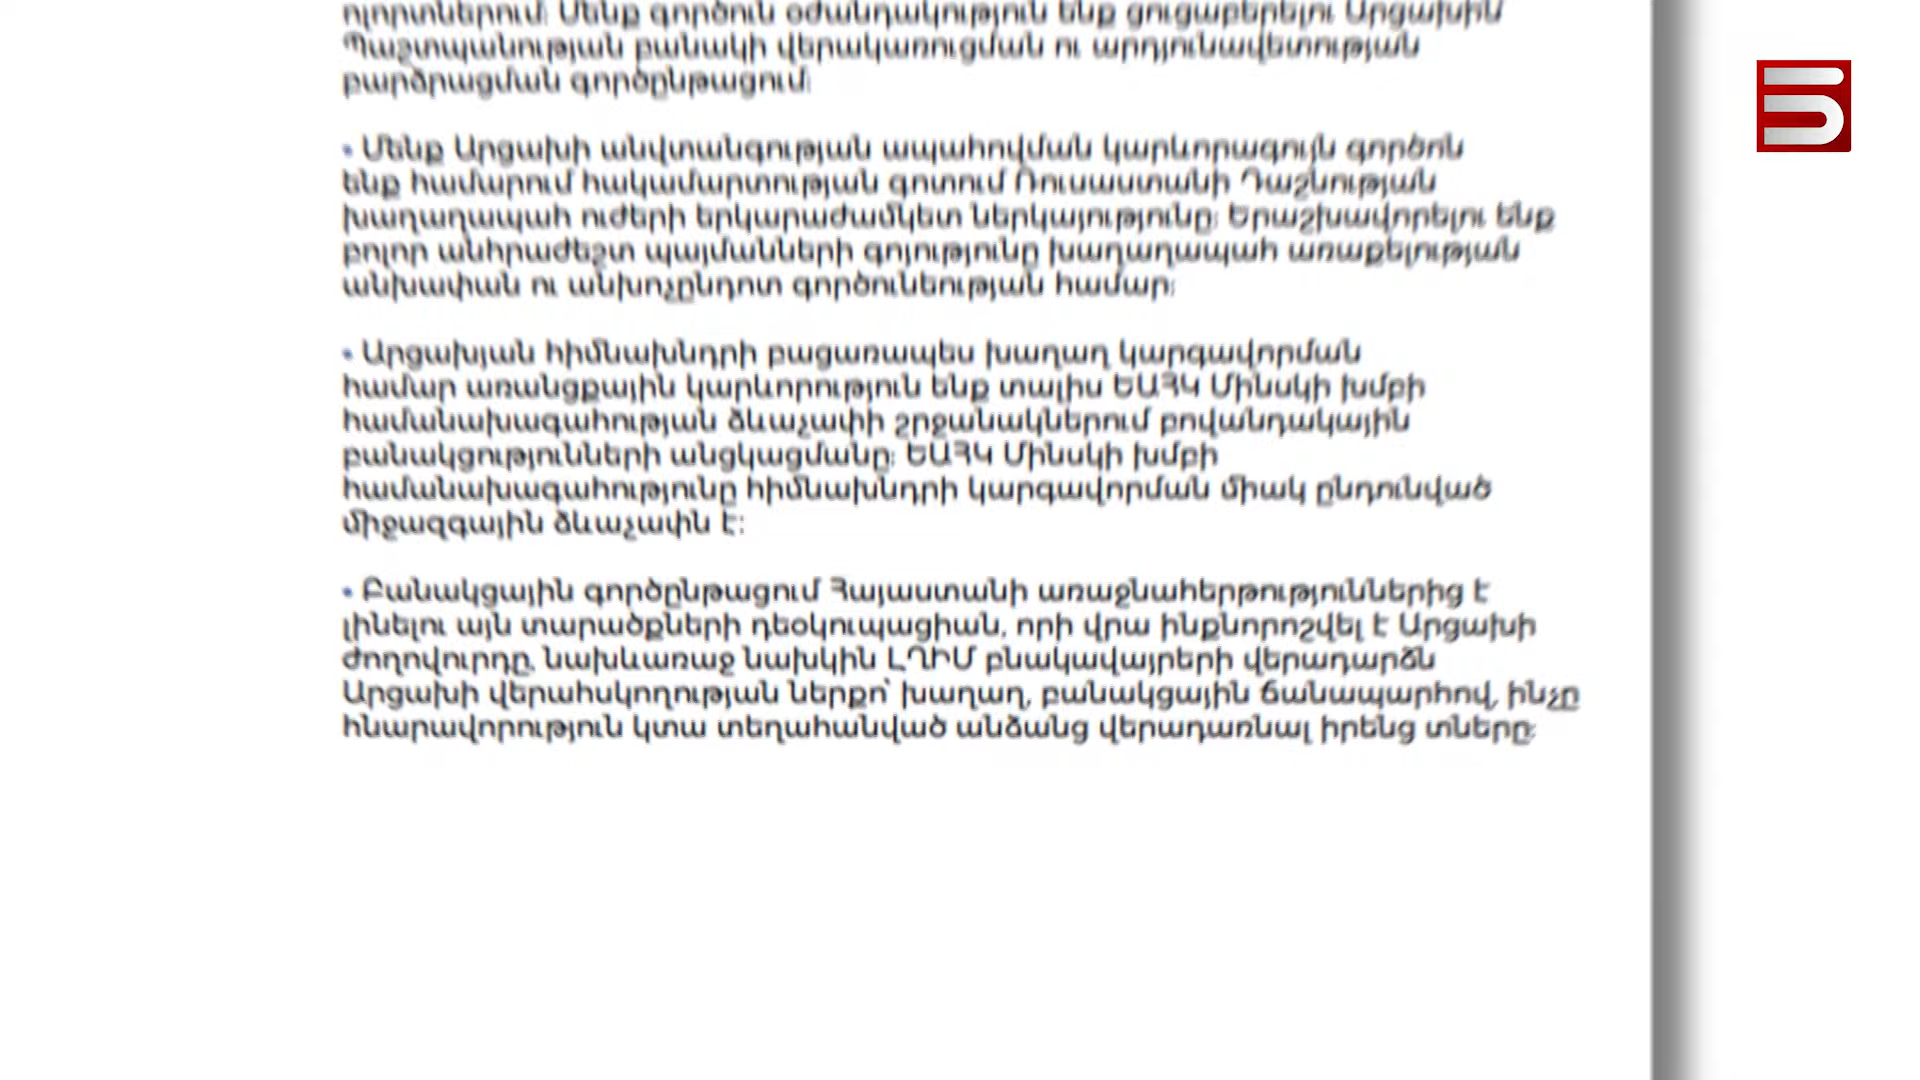 ոլորտներում: Մենք գործուն օժանդակություն ենք ցուցաբերելու Արցախին
Պաշտպանության բանակի վերակառուցման ու արդյունավետության
բարձրացման գործընթացում:
• Մենք Արցախի անվտանգության ապահովման կարևորագույն գործոն
ենք համարում հակամարտության գոտում Ռուսաստանի Դաշնության
խաղաղապահ ուժերի երկարաժամկետ ներկայությունը: Երաշխավորելու ենք
բոլոր անհրաժեշտ պայմանների գոյությունը խաղաղապահ առաքելության
անխափան ու անխոչընդոտ գործունեության համար:
• Արցախյան հիմնախնդրի բացառապես խաղաղ կարգավորման
համար առանցքային կարևորություն ենք տալիս ԵԱՀԿ Մինսկի խմբի
համանախագահության ձևաչափի շրջանակներում բովանդակային
բանակցությունների անցկացմանը: ԵԱՀԿ Մինսկի խմբի
համանախագահությունը հիմնախնդրի կարգավորման միակ ընդունված
միջազգային ձևաչափն է:
• Բանակցային գործընթացում Հայաստանի առաջնահերթություններից է
լինելու այն տարածքների դեօկուպացիան, որի վրա ինքնորոշվել է Արցախի
ժողովուրդը, նախևառաջ նախկին ԼՂԻՄ բնակավայրերի վերադարձն
Արցախի վերահսկողության ներքո՝ խաղաղ, բանակցային ճանապարհով, ինչը
հնարավորություն կտա տեղահանված անձանց վերադառնալ իրենց տները:
5